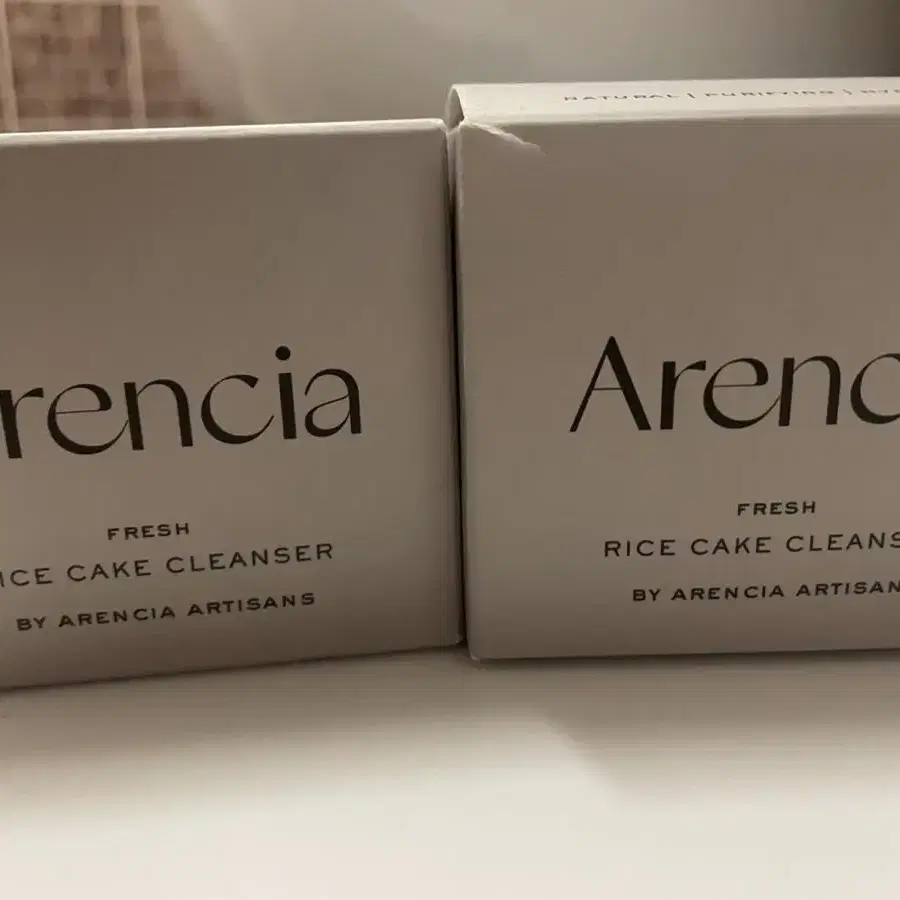 rencia
FRESH
ICE CAKE CLEANSER
BY ARENCIA ARTISANS
NATURAL | PURIFYING |
Arenc
FRESH
RICE CAKE CLEANS
BY ARENCIA ARTISAN